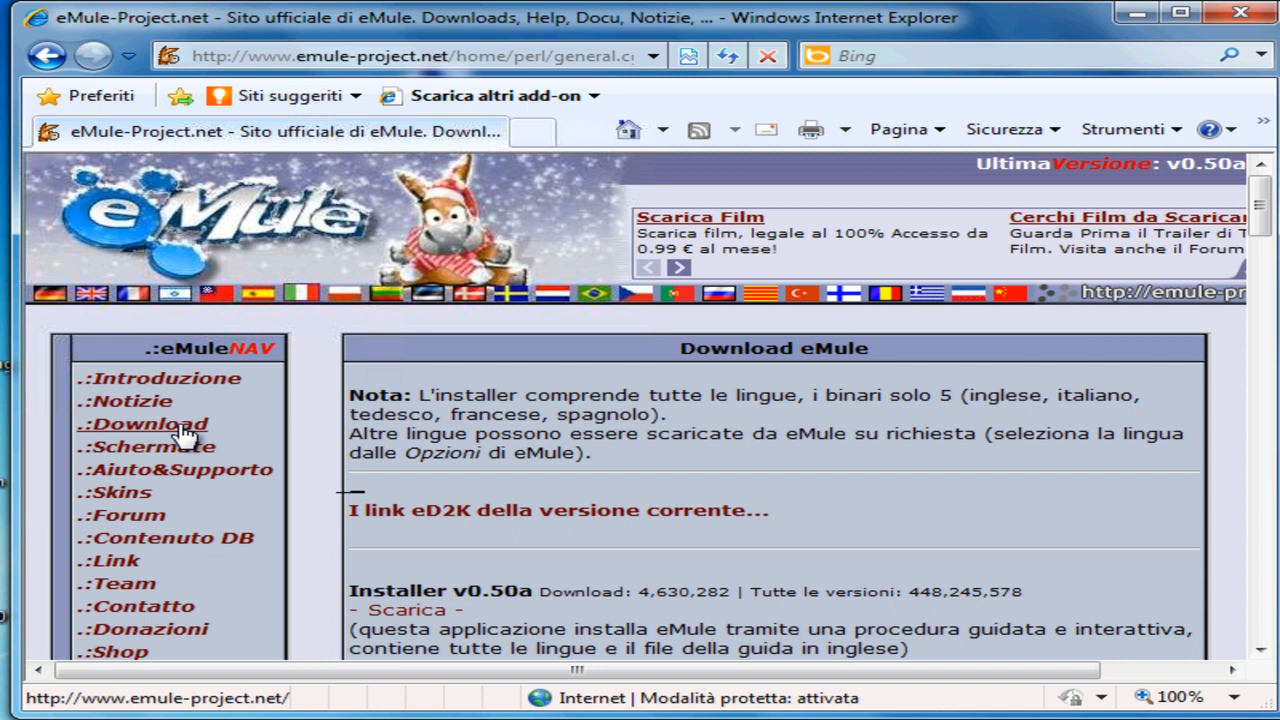 eMule-Project.net - Sito ufficiale di eMule. Downloads, Help, Docu, Notizie, ... - Windows Internet Explorer
http://www.emule-project.net/home/perl/general.c
Bing
Preferiti
Siti suggeriti
Scarica altri add-on
eMule-Project.net - Sito ufficiale di eMule. Downl...
Pagina
Sicurezza
Strumenti
»
eMule
UltimaVersione: v0.50a
Scarica Film
Scarica film, legale al 100% Accesso da
0.99 € al mese!
Cerchi Film da Scarica
Guarda Prima il Trailer di T
Film. Visita anche il Forum
http://emule-pr
.:eMuleNAV
.:Introduzione
.:Notizie
.:Download
.:Schermate
.:Aiuto&Supporto
.:Skins
.:Forum
.:Contenuto DB
.:Link
.:Team
.:Contatto
.:Donazioni
.:Shop
Download eMule
Nota: L'installer comprende tutte le lingue, i binari solo 5 (inglese, italiano,
tedesco, francese, spagnolo).
Altre lingue possono essere scaricate da eMule su richiesta (seleziona la lingua
dalle Opzioni di eMule).
I link eD2K della versione corrente...
Installer v0.50a Download: 4,630,282 | Tutte le versioni: 448,245,578
- Scarica -
(questa applicazione installa eMule tramite una procedura guidata e interattiva,
contiene tutte le lingue e il file della guida in inglese)
http://www.emule-project.net/
Internet | Modalità protetta: attivata
100%